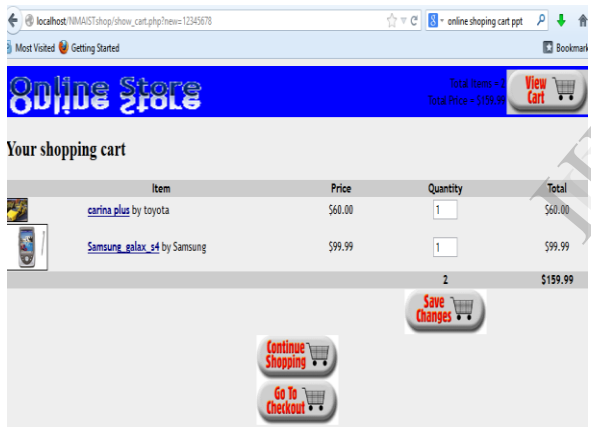 localhost/NMAISTshop/show_cart.php?new=12345678
online shoping cart ppt
Most Visited Getting Started Bookmark
Online Store
Total Items = 2
Total Price = $159.99
View Cart
Your shopping cart
Item Price Quantity Total
carina plus by toyota $60.00 1 $60.00
Samsung_galax_s4 by Samsung $99.99 1 $99.99
2 $159.99
Save
Changes
Continue
Shopping
Go To
Checkout